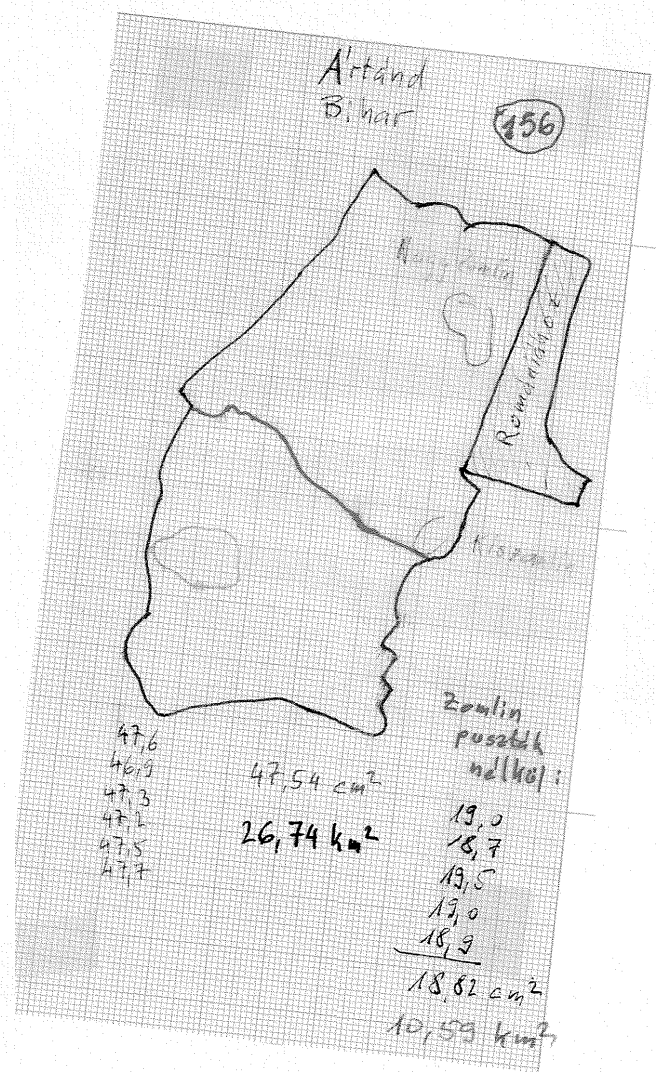 Ártánd
Bihar
156
Nagyzomlin
Romániához
Kiszomlin
47,6
46,9
47,3
47,2
47,5
47,7
47,54 cm²
26,74 km²
Zomlin
puszták
nélkül:
19,0
18,7
19,5
19,0
18,9
18,82 cm²
10,59 km²